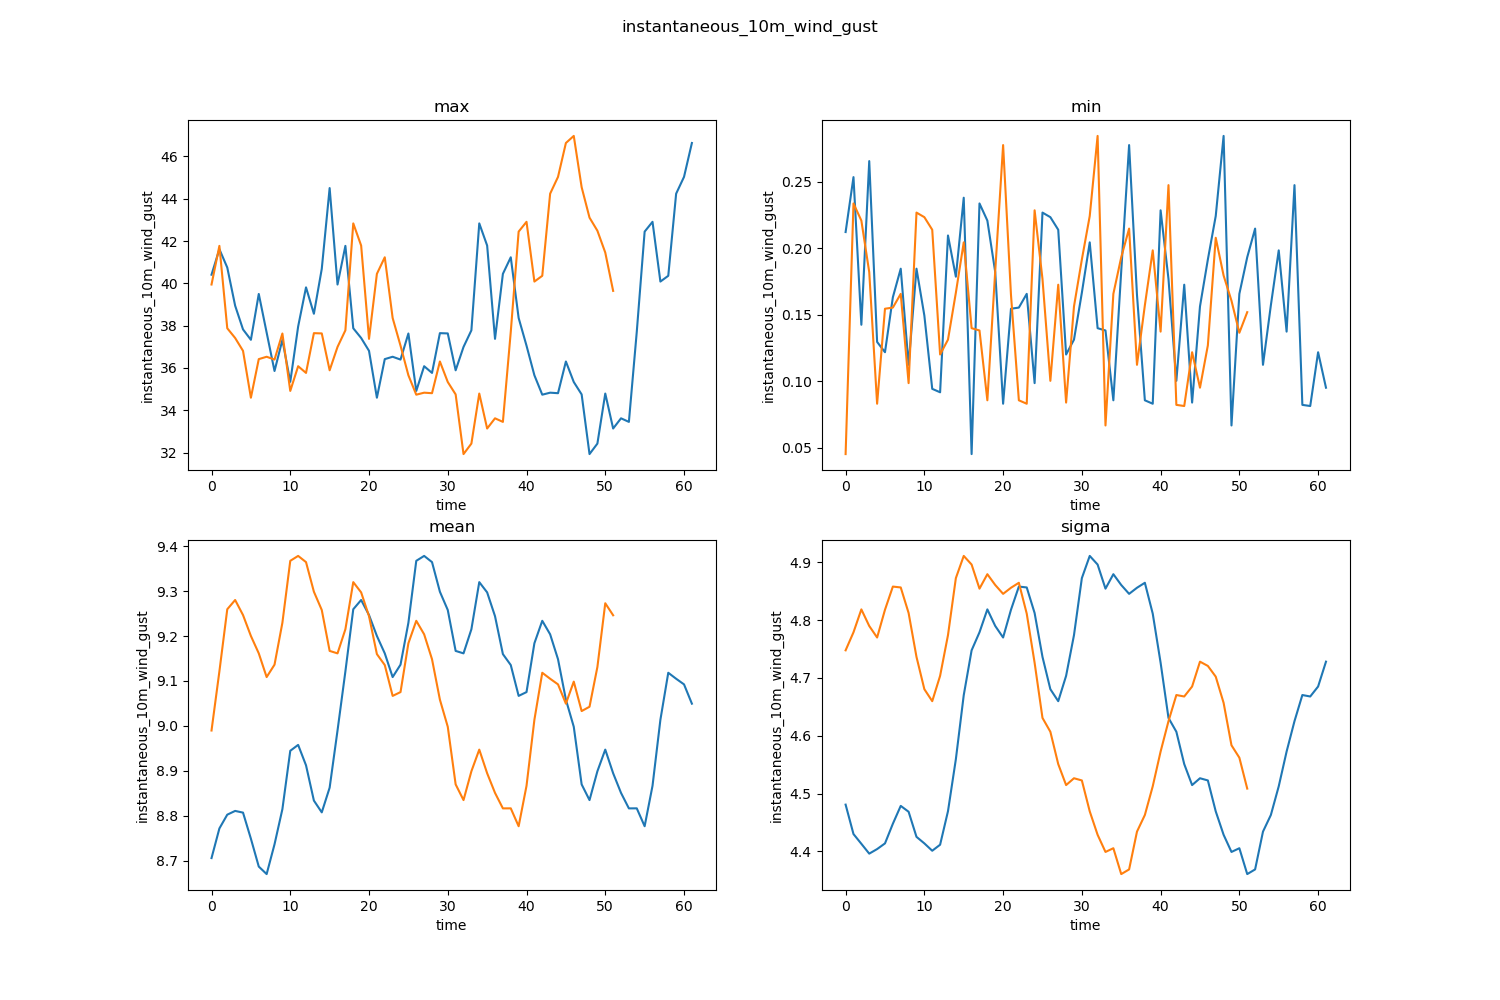 instantaneous_10m_wind_gust
max
instantaneous_10m_wind_gust
46
44
42
40
38
36
34
32
0 10 20 30 40 50 60
time
min
instantaneous_10m_wind_gust
0.25
0.20
0.15
0.10
0.05
0 10 20 30 40 50 60
time
mean
instantaneous_10m_wind_gust
9.4
9.3
9.2
9.1
9.0
8.9
8.8
8.7
0 10 20 30 40 50 60
time
sigma
instantaneous_10m_wind_gust
4.9
4.8
4.7
4.6
4.5
4.4
0 10 20 30 40 50 60
time